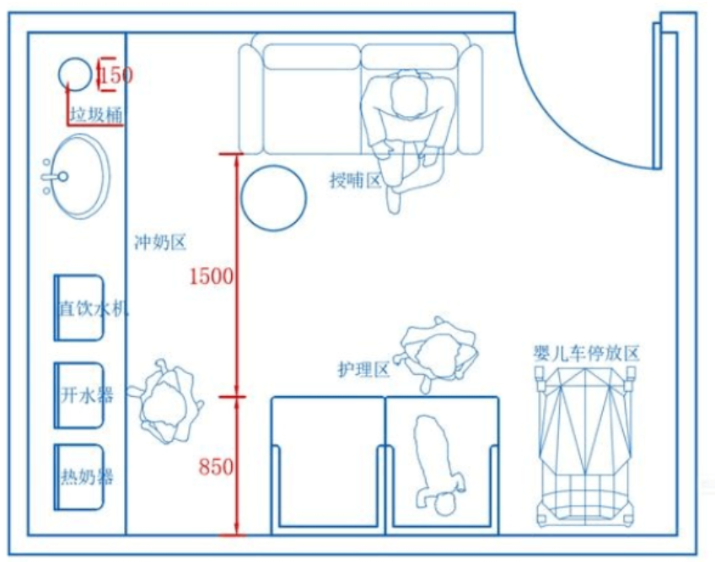 150
垃圾桶
授哺区
冲奶区
1500
直饮水机
婴儿车停放区
护理区
开水器
850
热奶器